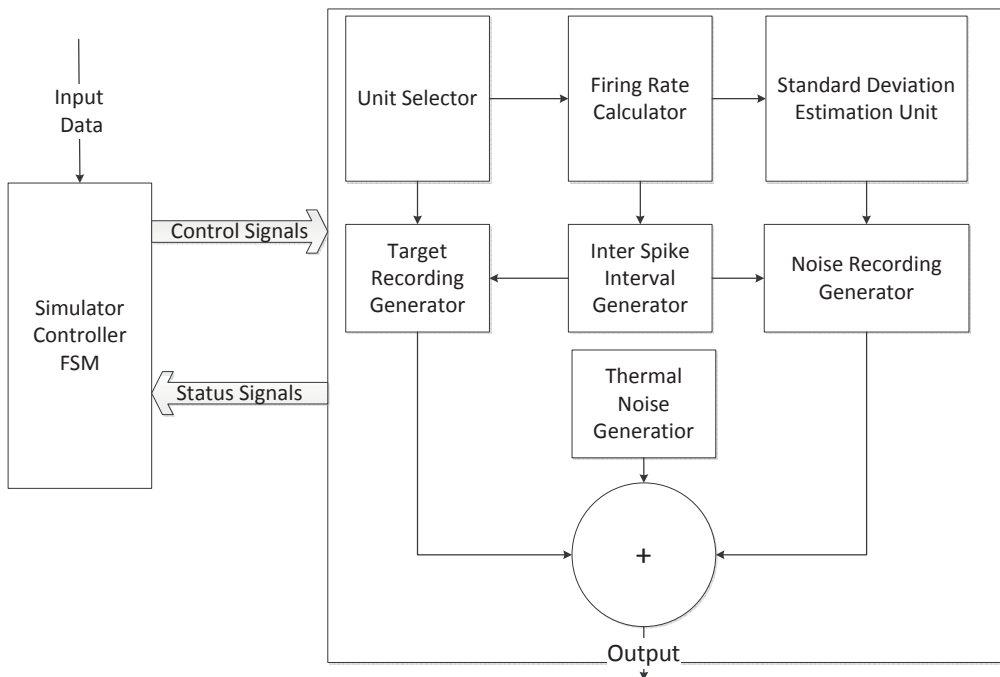 Input
Data
Simulator
Controller
FSM
Control Signals
Status Signals
Unit Selector
Firing Rate
Calculator
Standard Deviation
Estimation Unit
Target
Recording
Generator
Inter Spike
Interval
Generator
Noise Recording
Generator
Thermal
Noise
Generatior
+
Output